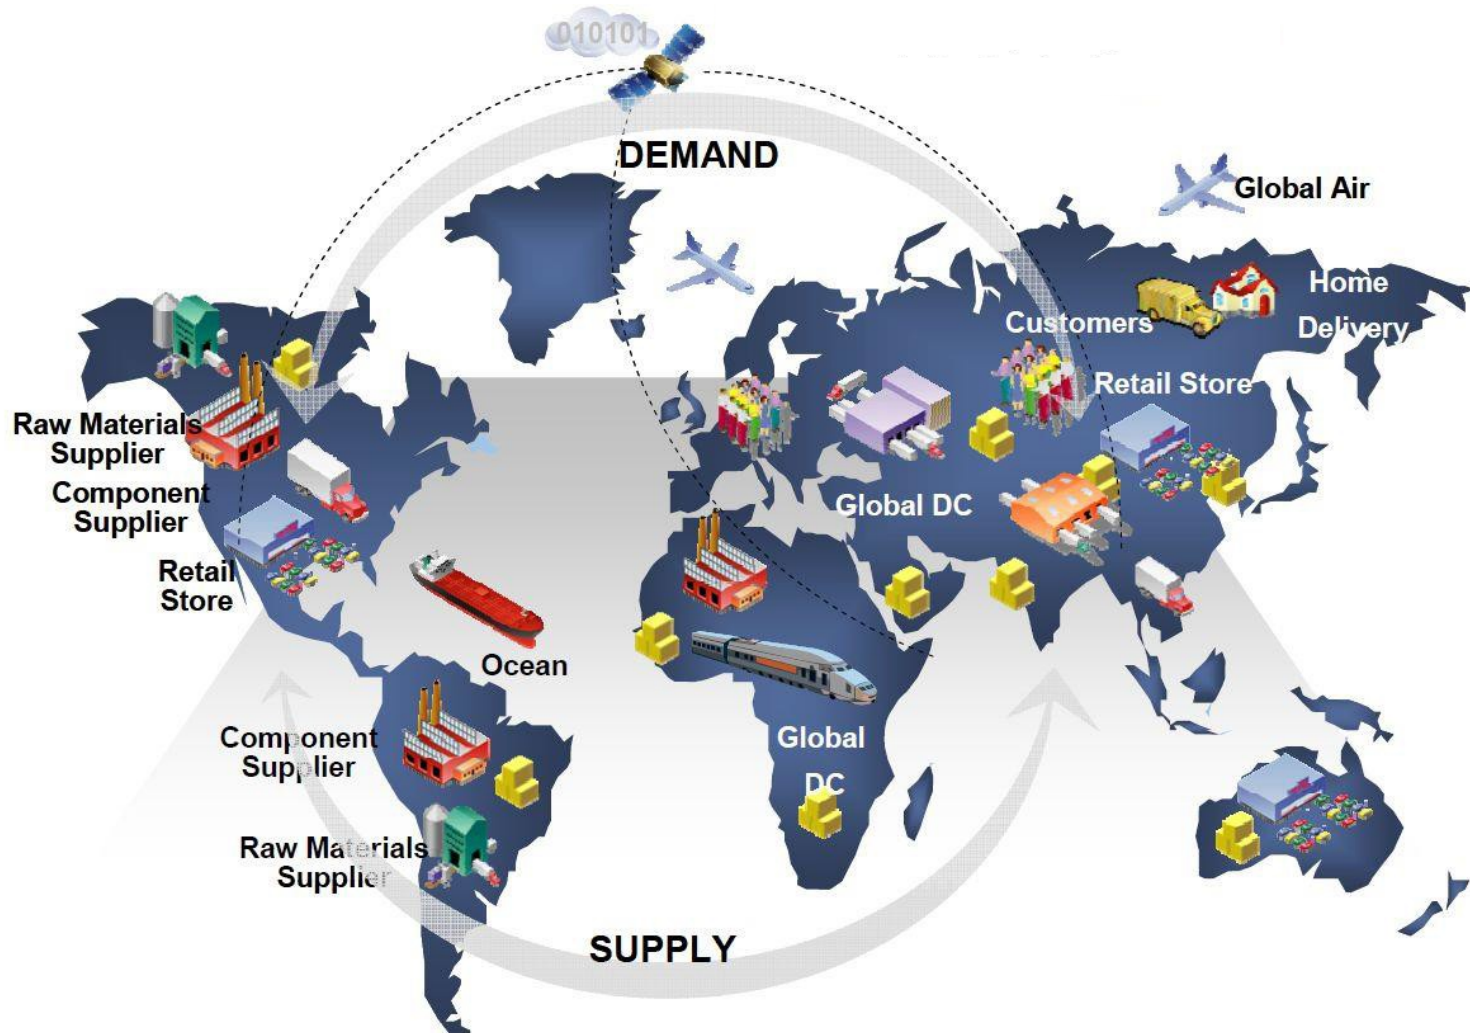 010101
DEMAND
Global Air
Home
Delivery
Customers
Retail Store
Raw Materials
Supplier
Component
Supplier
Global DC
Retail
Store
Ocean
Component
Supplier
Global
DC
Raw Materials
Supplier
SUPPLY